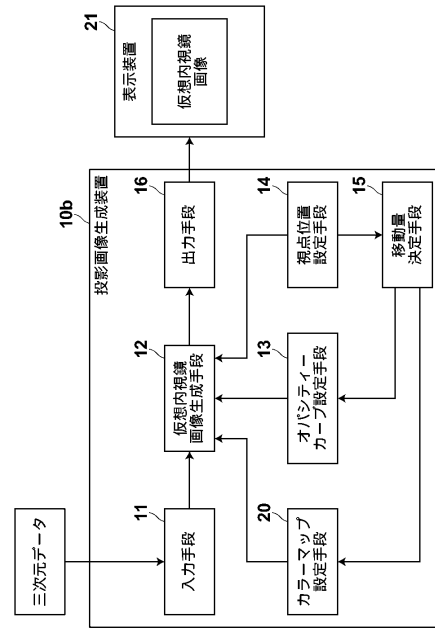 三次元データ
10b
投影画像生成装置
11
入力手段
12
仮想内視鏡
画像生成手段
16
出力手段
21
表示装置
仮想内視鏡
画像
20
カラーマップ
設定手段
13
オパシティー
カーブ設定手段
14
視点位置
設定手段
15
移動量
決定手段